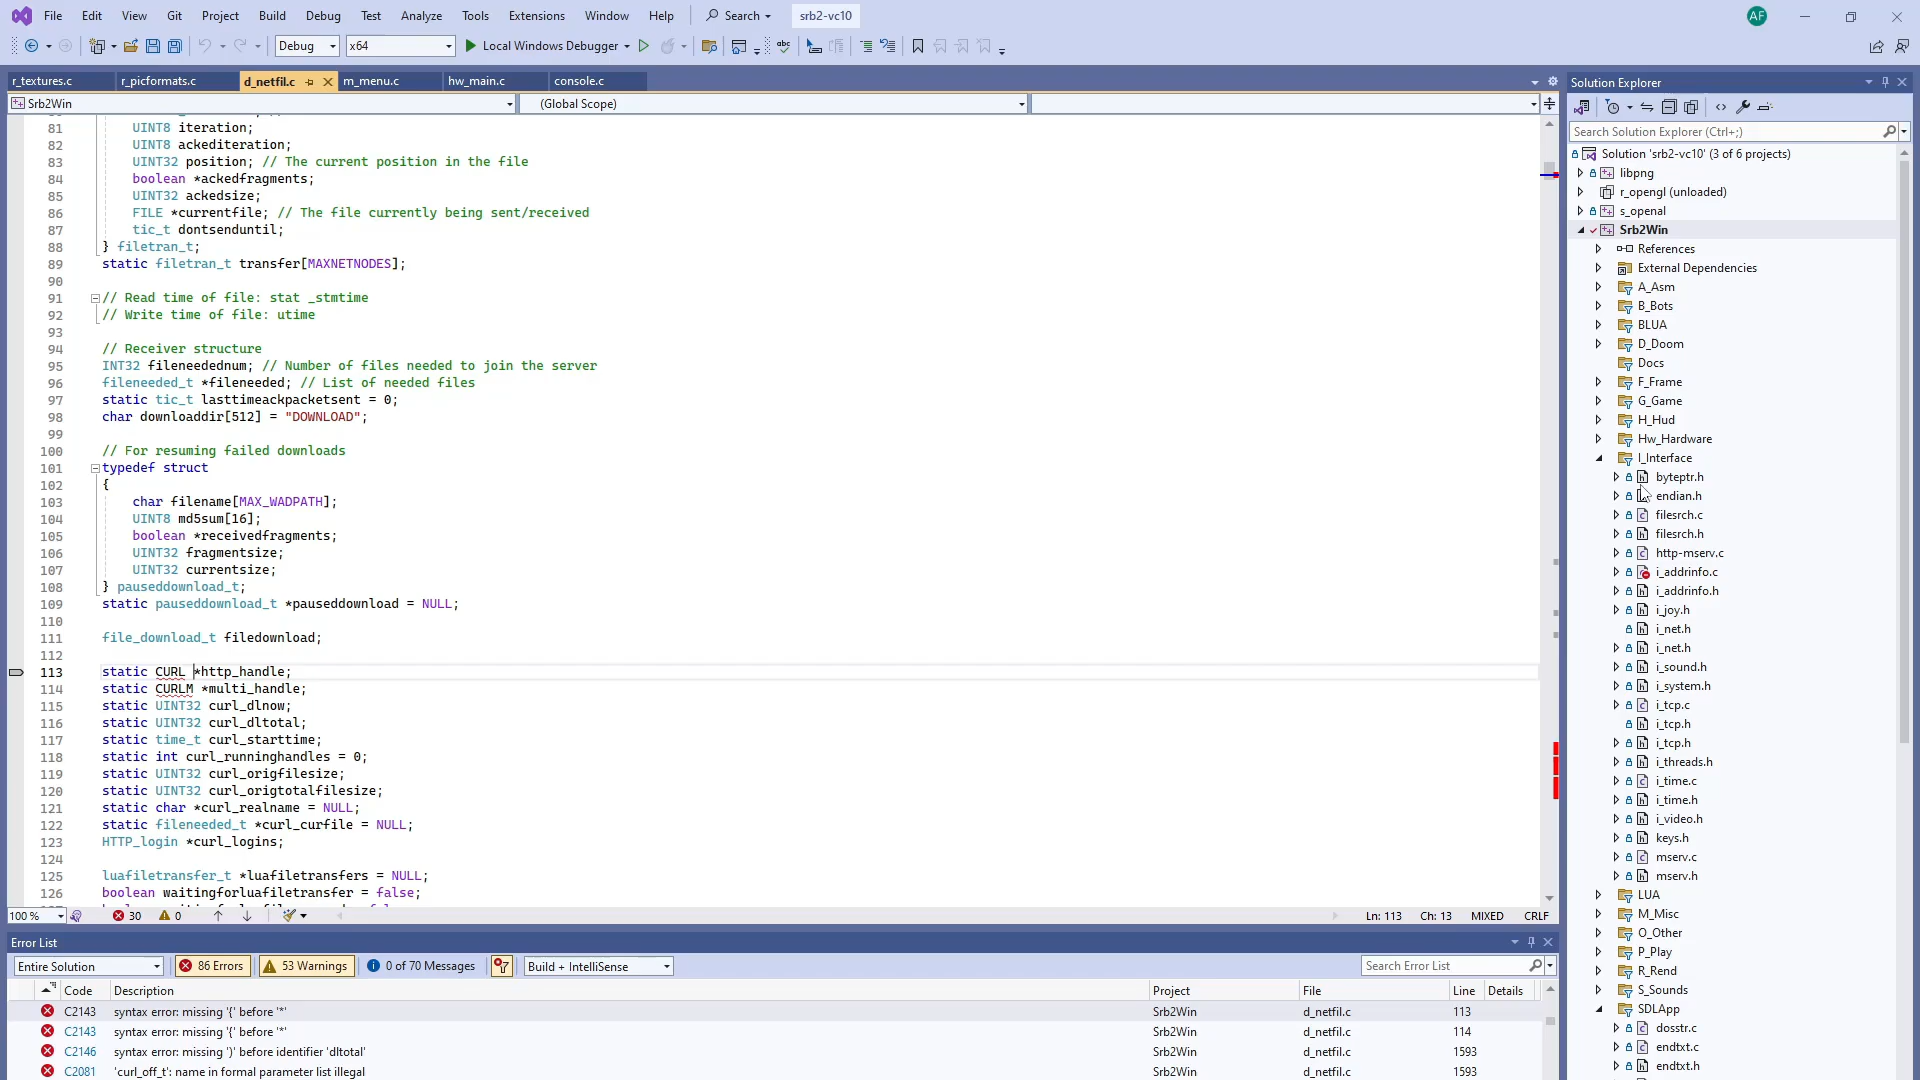 File Edit View Git Project Build Debug Test Analyze Tools Extensions Window Help Search srb2-vc10 AF
Debug x64 Local Windows Debugger
r_textures.c r_picformats.c d_netfil.c m_menu.c hw_main.c console.c
Srb2Win (Global Scope)
81 UINT8 iteration;
82 UINT8 ackediteration;
83 UINT32 position; // The current position in the file
84 boolean *ackedfragments;
85 UINT32 ackedsize;
86 FILE *currentfile; // The file currently being sent/received
87 tic_t dontsenduntil;
88 } filetran_t;
89 static filetran_t transfer[MAXNETNODES];
90
91 // Read time of file: stat _stmtime
92 // Write time of file: utime
93
94 // Receiver structure
95 INT32 fileneedednum; // Number of files needed to join the server
96 fileneeded_t *fileneeded; // List of needed files
97 static tic_t lasttimeackpacketsent = 0;
98 char downloaddir[512] = "DOWNLOAD";
99
100 // For resuming failed downloads
101 typedef struct
102 {
103 char filename[MAX_WADPATH];
104 UINT8 md5sum[16];
105 boolean *receivedfragments;
106 UINT32 fragmentsize;
107 UINT32 currentsize;
108 } pauseddownload_t;
109 static pauseddownload_t *pauseddownload = NULL;
110
111 file_download_t filedownload;
112
113 static CURL *http_handle;
114 static CURLM *multi_handle;
115 static UINT32 curl_dlnow;
116 static UINT32 curl_dltotal;
117 static time_t curl_starttime;
118 static int curl_runninghandles = 0;
119 static UINT32 curl_origfilesize;
120 static UINT32 curl_origtotalfilesize;
121 static char *curl_realname = NULL;
122 static fileneeded_t *curl_curfile = NULL;
123 HTTP_login *curl_logins;
124
125 luafiletransfer_t *luafiletransfers = NULL;
126 boolean waitingforluafiletransfer = false;
100 % 30 0 Ln: 113 Ch: 13 MIXED CRLF
Error List
Entire Solution 86 Errors 53 Warnings 0 of 70 Messages Build + IntelliSense Search Error List
Code Description Project File Line Details
C2143 syntax error: missing '{' before '*' Srb2Win d_netfil.c 113
C2143 syntax error: missing '{' before '*' Srb2Win d_netfil.c 114
C2146 syntax error: missing ')' before identifier 'dltotal' Srb2Win d_netfil.c 1593
C2081 'curl_off_t': name in formal parameter list illegal Srb2Win d_netfil.c 1593
Solution Explorer
Search Solution Explorer (Ctrl+;)
Solution 'srb2-vc10' (3 of 6 projects)
libpng
r_opengl (unloaded)
s_openal
Srb2Win
References
External Dependencies
A_Asm
B_Bots
BLUA
D_Doom
Docs
F_Frame
G_Game
H_Hud
Hw_Hardware
I_Interface
byteptr.h
endian.h
filesrch.c
filesrch.h
http-mserv.c
i_addrinfo.c
i_addrinfo.h
i_joy.h
i_net.h
i_net.h
i_sound.h
i_system.h
i_tcp.c
i_tcp.h
i_tcp.h
i_threads.h
i_time.c
i_time.h
i_video.h
keys.h
mserv.c
mserv.h
LUA
M_Misc
O_Other
P_Play
R_Rend
S_Sounds
SDLApp
dosstr.c
endtxt.c
endtxt.h